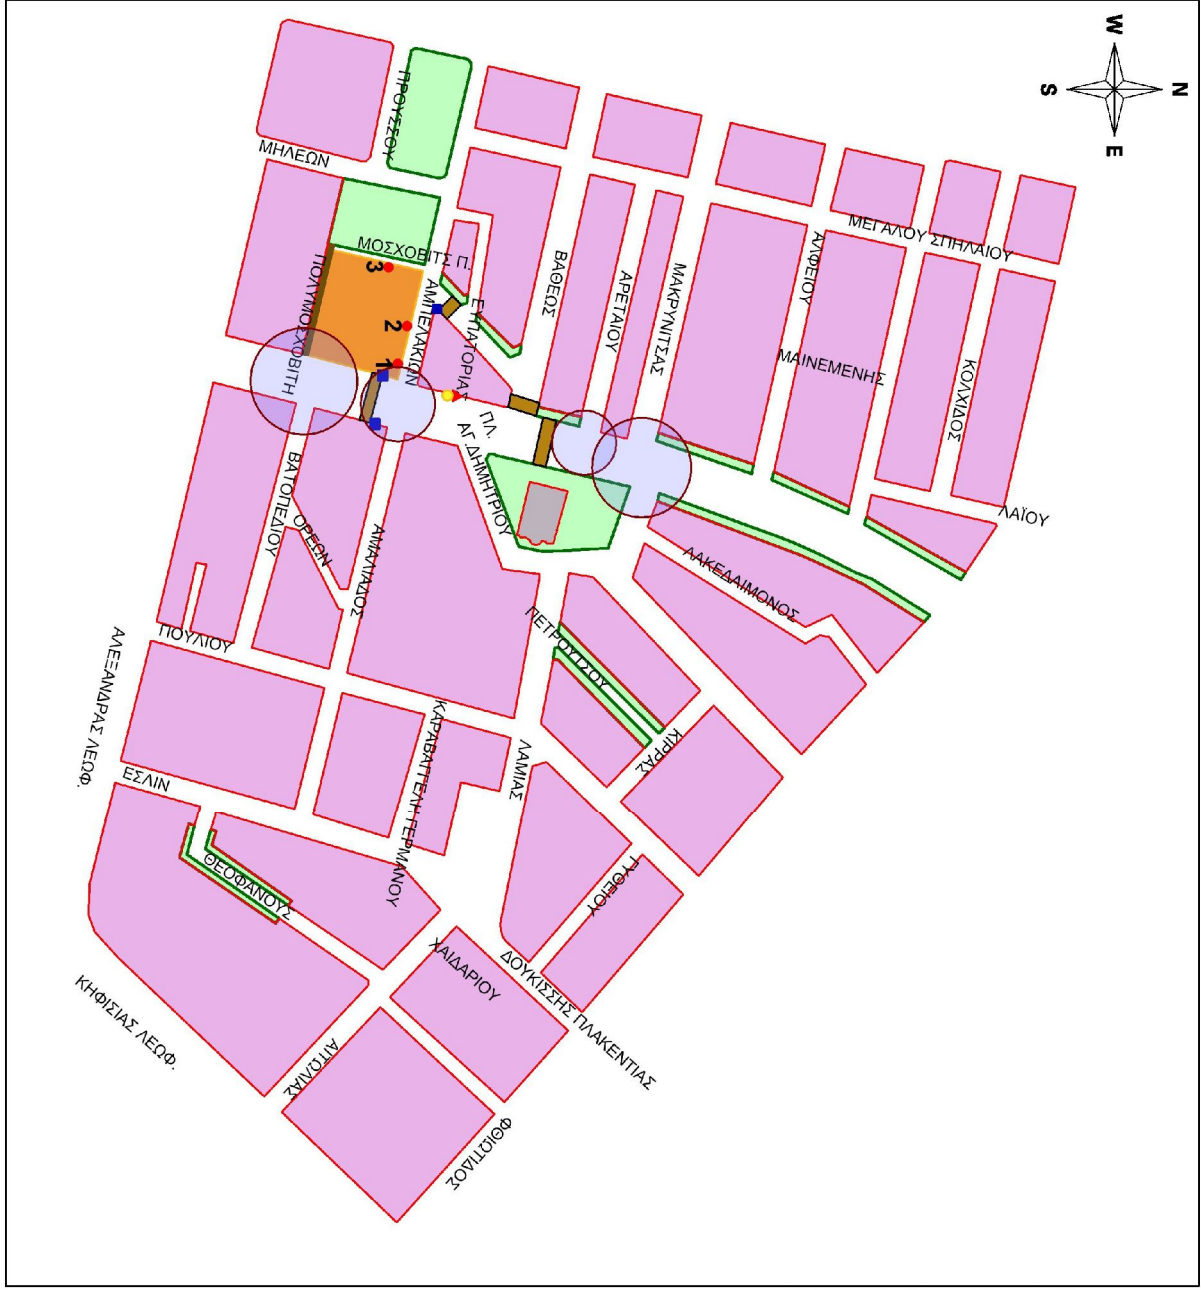 W
N
S
E
ΠΡΟΥΣΣΟΥ
ΜΗΛΕΩΝ
ΜΕΓΑΛΟΥ ΣΠΗΛΑΙΟΥ
ΜΟΣΧΟΒΙΤΣ Π.
3
ΠΟΛΥΜΟΣΧΟΒΙΤΗ
ΑΜΠΕΛΑΚΙΩΝ
2
1
ΕΥΠΑΤΟΡΙΑΣ
ΒΑΘΕΩΣ
ΑΡΕΤΑΙΟΥ
ΜΑΚΡΥΝΙΤΣΑΣ
ΑΛΦΕΙΟΥ
ΜΑΙΝΕΜΕΝΗΣ
ΚΟΛΧΙΔΟΣ
ΠΛ.
ΑΓ.ΔΗΜΗΤΡΙΟΥ
ΛΑΪΟΥ
ΒΑΤΟΠΕΔΙΟΥ
ΟΡΕΩΝ
ΑΜΑΛΙΑΔΟΣ
ΛΑΚΕΔΑΙΜΟΝΟΣ
ΠΕΤΡΟΥΤΣΟΥ
ΠΟΥΛΙΟΥ
ΑΛΕΞΑΝΔΡΑΣ ΛΕΩΦ.
ΚΑΡΑΒΑΓΓΕΛΗ ΓΕΡΜΑΝΟΥ
ΛΑΜΙΑΣ
ΚΙΡΡΑΣ
ΕΣΛΙΝ
ΘΕΟΦΑΝΟΥΣ
ΓΥΘΕΙΟΥ
ΧΑΙΔΑΡΙΟΥ
ΔΟΥΚΙΣΣΗΣ ΠΛΑΚΕΝΤΙΑΣ
ΚΗΦΙΣΙΑΣ ΛΕΩΦ.
ΑΙΤΩΛΙΑΣ
ΦΘΙΩΤΙΔΟΣ